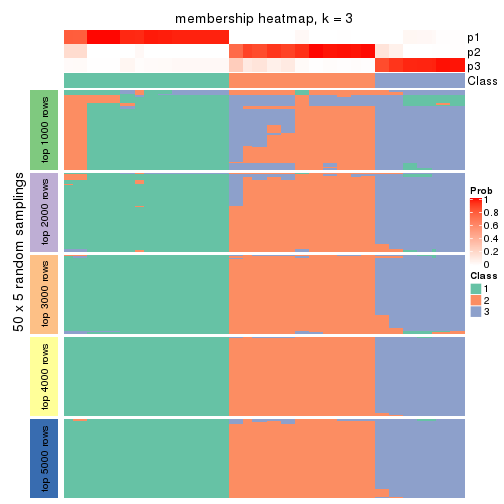 membership heatmap, k = 3
p1
p2
p3
Class
50 x 5 random samplings
top 1000 rows
top 2000 rows
top 3000 rows
top 4000 rows
top 5000 rows
Prob
1
0.8
0.6
0.4
0.2
0
Class
1
2
3